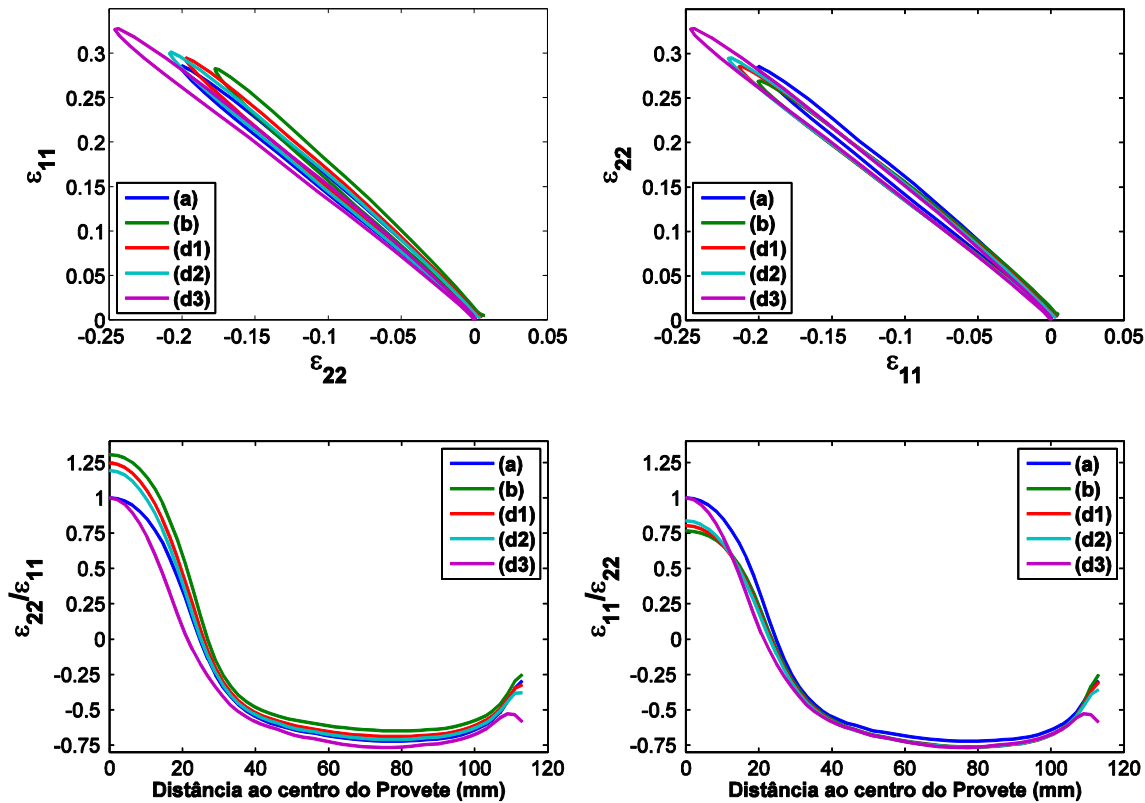 0.3
0.25
0.2
0.15
0.1
0.05
0
ε11
(a)
(b)
(d1)
(d2)
(d3)
-0.25 -0.2 -0.15 -0.1 -0.05 0 0.05
ε22
0.3
0.25
0.2
0.15
0.1
0.05
0
ε22
(a)
(b)
(d1)
(d2)
(d3)
-0.25 -0.2 -0.15 -0.1 -0.05 0 0.05
ε11
1.25
1
0.75
0.5
0.25
0
-0.25
-0.5
-0.75
ε22/ε11
(a)
(b)
(d1)
(d2)
(d3)
0 20 40 60 80 100 120
Distância ao centro do Provete (mm)
1.25
1
0.75
0.5
0.25
0
-0.25
-0.5
-0.75
ε11/ε22
(a)
(b)
(d1)
(d2)
(d3)
0 20 40 60 80 100 120
Distância ao centro do Provete (mm)